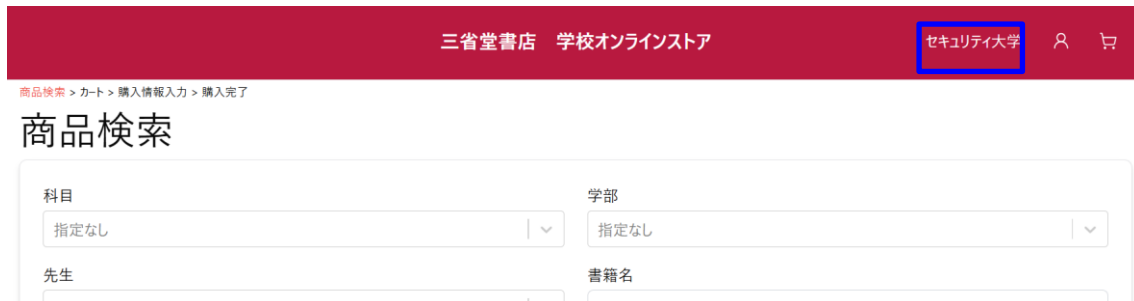 三省堂書店　学校オンラインストア
セキュリティ大学
商品検索 > カート > 購入情報入力 > 購入完了
商品検索
科目
学部
指定なし
指定なし
先生
書籍名